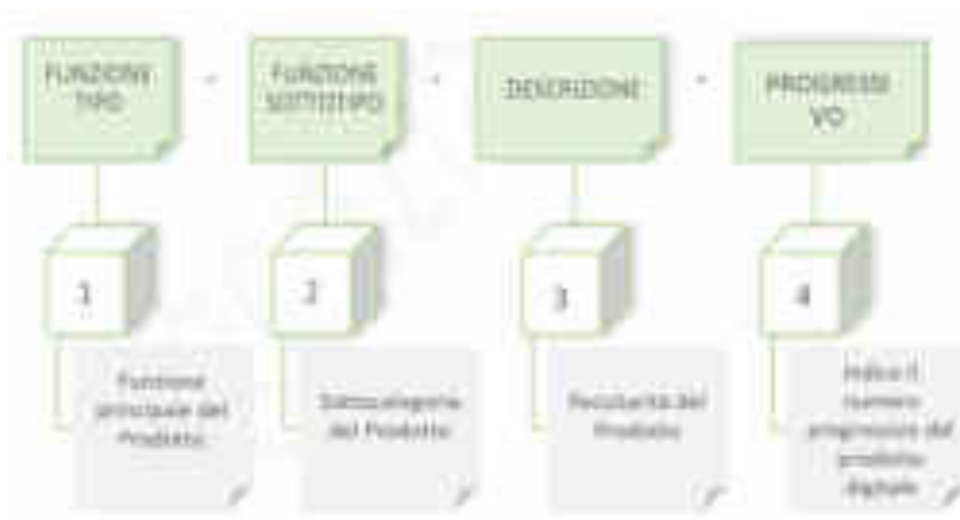 FUNZIONE
TIPO
-
FUNZIONE
SOTTOTIPO
-
DESCRIZIONE
-
PROGRESSI
VO
1
2
3
4
Funzione
principale del
Prodotto
Sottocategoria
del Prodotto
Peculiarità del
Prodotto
Indica il
numero
progressivo del
prodotto
digitale